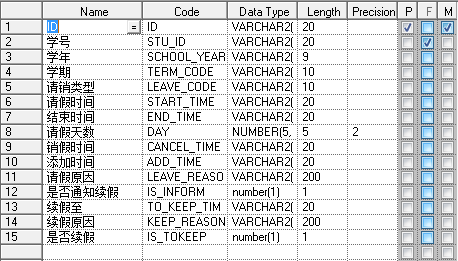 Name Code Data Type Length Precision P F M
1 ID = ID VARCHAR2( 20
2 学号 STU_ID VARCHAR2( 20
3 学年 SCHOOL_YEAR VARCHAR2( 9
4 学期 TERM_CODE VARCHAR2( 10
5 请销类型 LEAVE_CODE VARCHAR2( 10
6 请假时间 START_TIME VARCHAR2( 20
7 结束时间 END_TIME VARCHAR2( 20
8 请假天数 DAY NUMBER(5, 5 2
9 销假时间 CANCEL_TIME VARCHAR2( 20
10 添加时间 ADD_TIME VARCHAR2( 20
11 请假原因 LEAVE_REASO VARCHAR2( 200
12 是否通知续假 IS_INFORM number(1) 1
13 续假至 TO_KEEP_TIM VARCHAR2( 20
14 续假原因 KEEP_REASON VARCHAR2( 200
15 是否续假 IS_TOKEEP number(1) 1